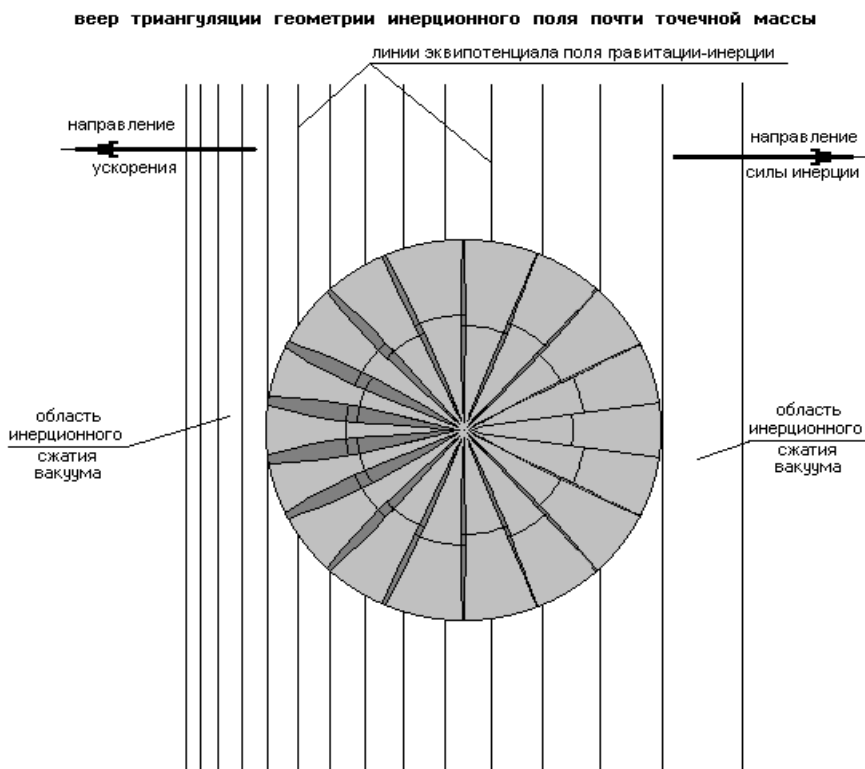 веер триангуляции геометрии инерционного поля почти точечной массы
линии эквипотенциала поля гравитации-инерции
направление
ускорения
направление
силы инерции
область
инерционного
сжатия
вакуума
область
инерционного
сжатия
вакуума